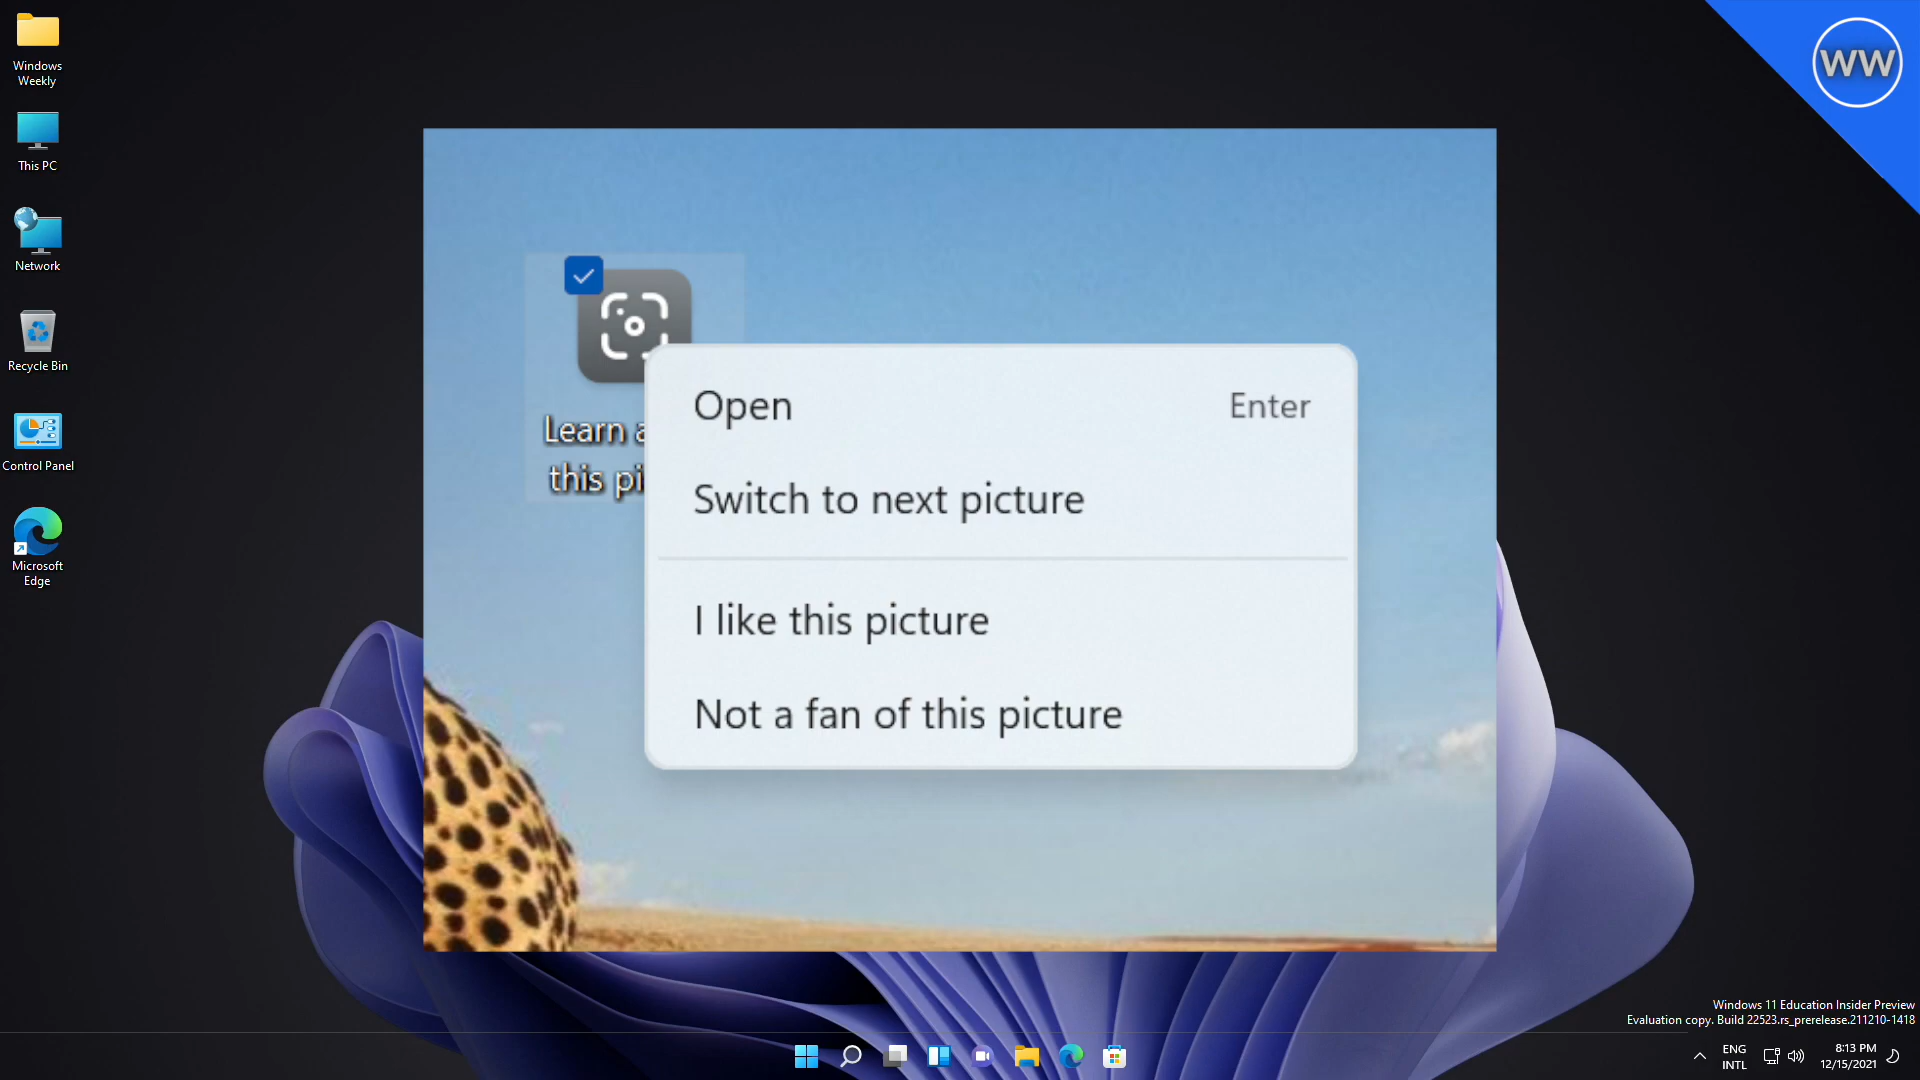 Windows
Weekly
This PC
Network
Recycle Bin
Control Panel
Microsoft
Edge
WW
Learn
this
Open Enter
Switch to next picture
I like this picture
Not a fan of this picture
Windows 11 Education Insider Preview
Evaluation copy. Build 22523.rs_prerelease.211210-1418
ENG
INTL
8:13 PM
12/15/2021